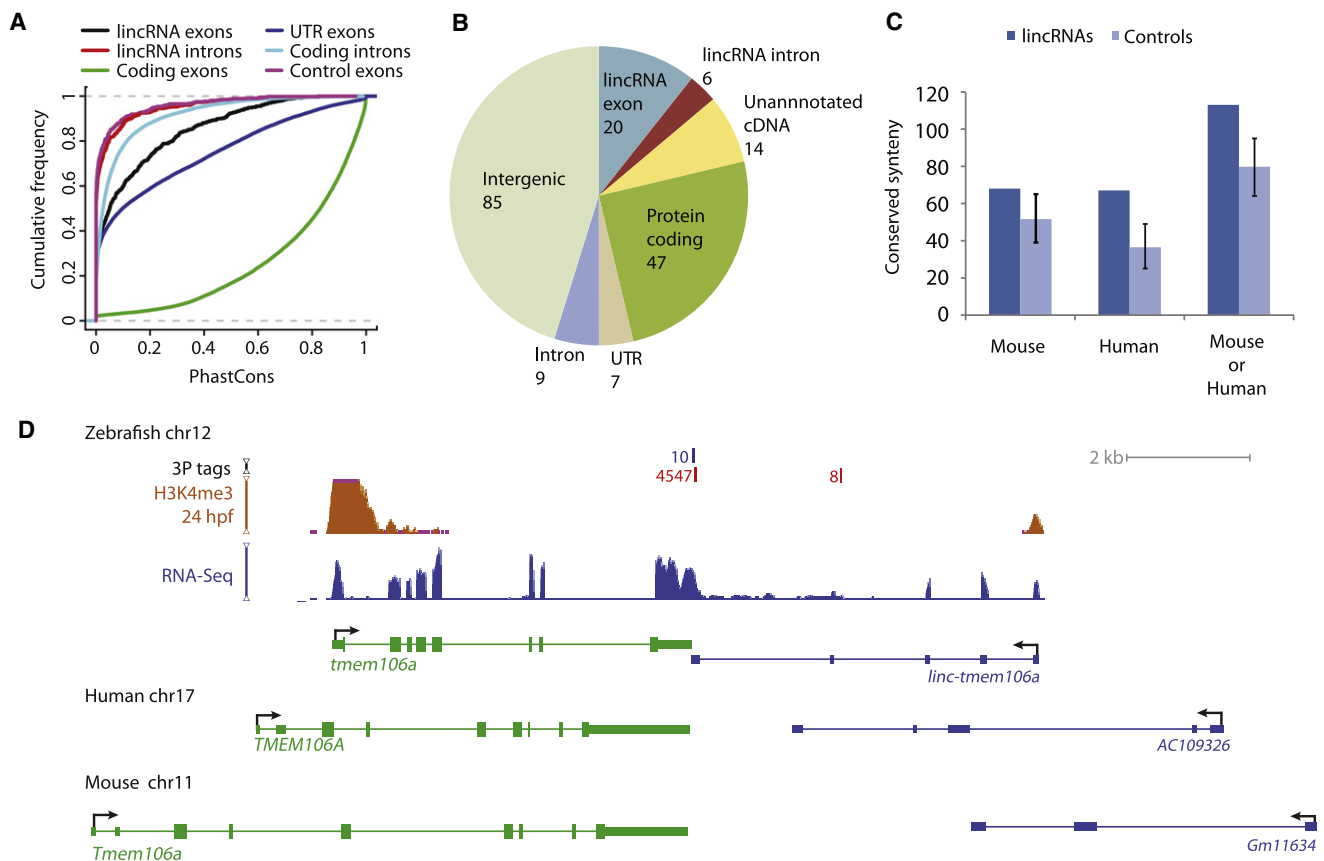 A
lincRNA exons
UTR exons
lincRNA introns
Coding introns
Coding exons
Control exons
Cumulative frequency
1
0.8
0.6
0.4
0.2
0
0
0.2
0.4
0.6
0.8
1
PhastCons
B
lincRNA
exon
20
lincRNA intron
6
Unannnotated
cDNA
14
Protein
coding
47
UTR
7
Intron
9
Intergenic
85
C
lincRNAs
Controls
Conserved synteny
120
100
80
60
40
20
0
Mouse
Human
Mouse
or
Human
D
Zebrafish chr12
3P tags
10
4547
8
2 kb
H3K4me3
24 hpf
RNA-Seq
tmem106a
linc-tmem106a
Human chr17
TMEM106A
AC109326
Mouse chr11
Tmem106a
Gm11634